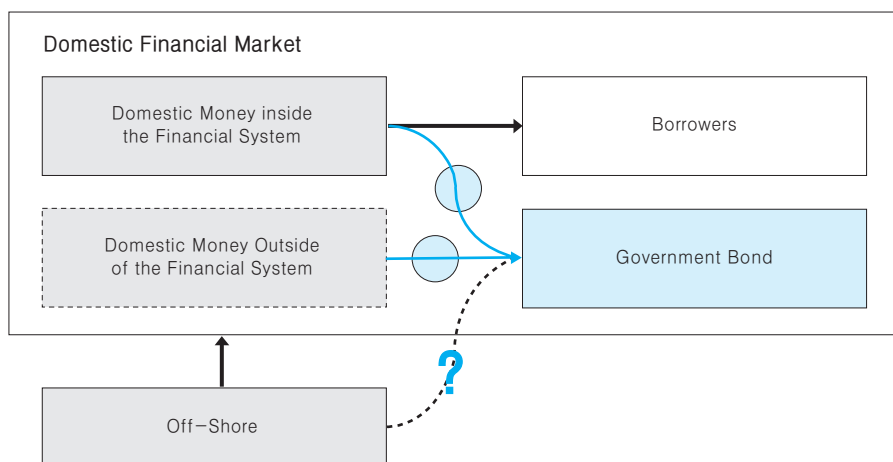 Domestic Financial Market
Domestic Money inside
the Financial System
Borrowers
Domestic Money Outside
of the Financial System
Government Bond
?
Off-Shore